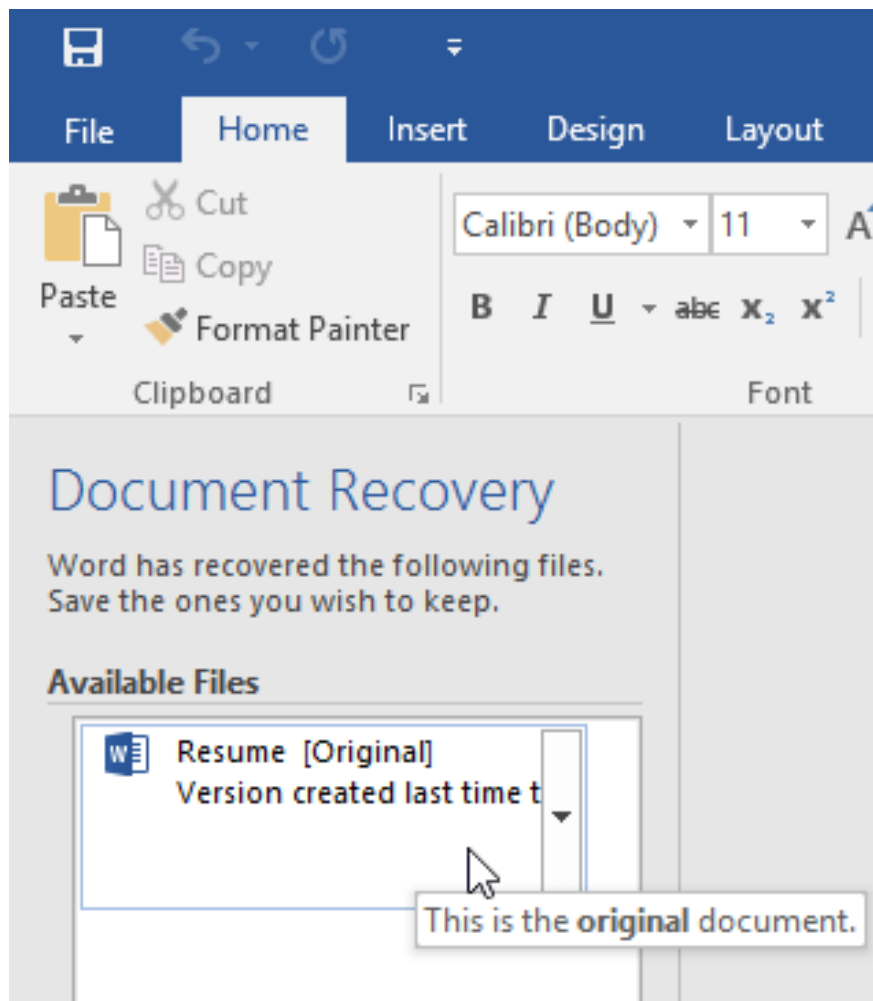 File Home Insert Design Layout
Cut
Calibri (Body) 11 A
Copy
Paste
B I U abc x₂ x²
Format Painter
Clipboard Font
Document Recovery
Word has recovered the following files.
Save the ones you wish to keep.
Available Files
W Resume [Original]
Version created last time t
This is the original document.